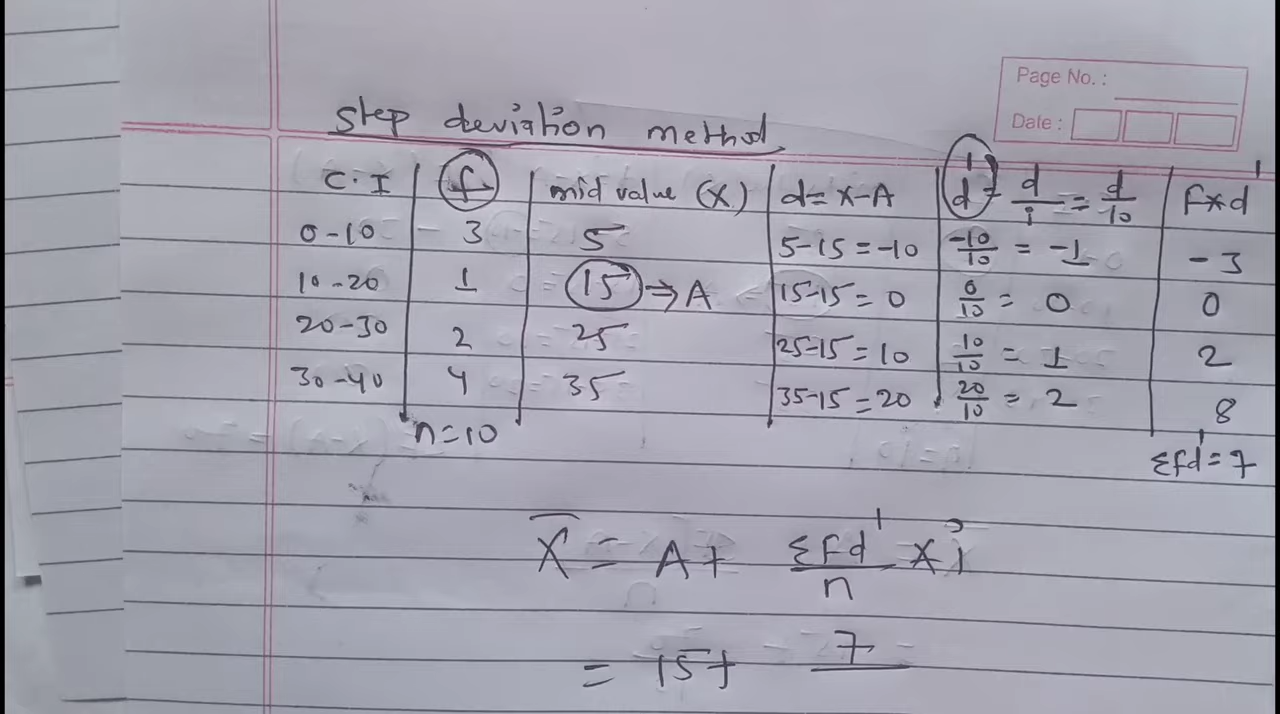 Page No. :
Date :
Step deviation method
C.I f mid value (X) d=X-A d'=d/i=d/10 f×d'
0-10 3 5 5-15=-10 -10/10=-1 -3
10-20 1 15→A 15-15=0 0/10=0 0
20-30 2 25 25-15=10 10/10=1 2
30-40 4 35 35-15=20 20/10=2 8
n=10 Σfd'=7
X̅=A+ Σfd'/n ×i
=15+ 7